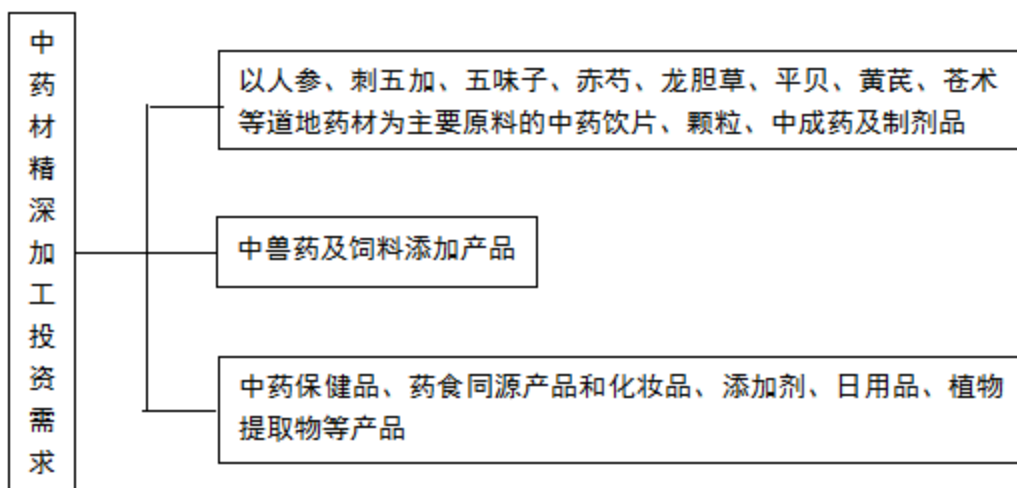 中药材精深加工投资需求
以人参、刺五加、五味子、赤芍、龙胆草、平贝、黄芪、苍术
等道地药材为主要原料的中药饮片、颗粒、中成药及制剂品
中兽药及饲料添加产品
中药保健品、药食同源产品和化妆品、添加剂、日用品、植物
提取物等产品